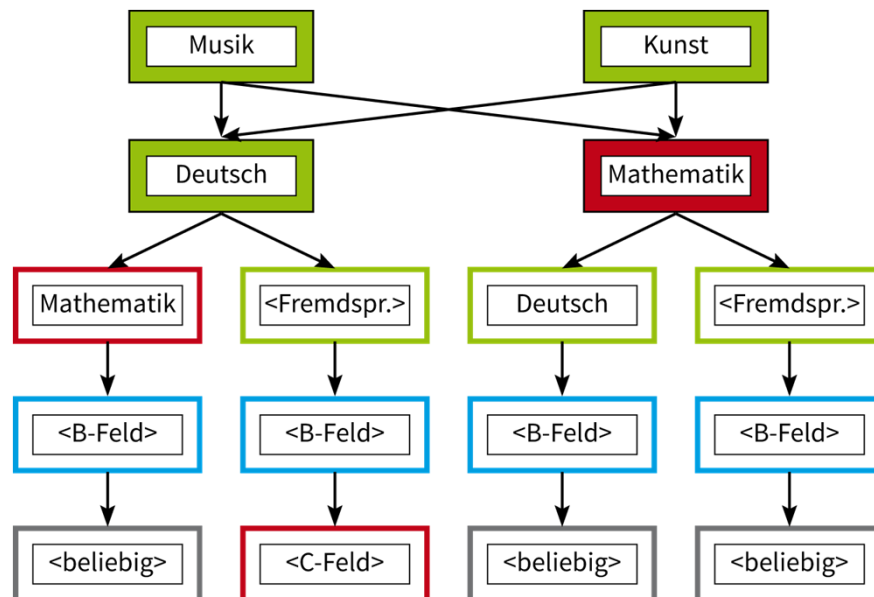 Musik
Kunst
Deutsch
Mathematik
Mathematik
<Fremdspr.>
Deutsch
<Fremdspr.>
<B-Feld>
<B-Feld>
<B-Feld>
<B-Feld>
<beliebig>
<C-Feld>
<beliebig>
<beliebig>